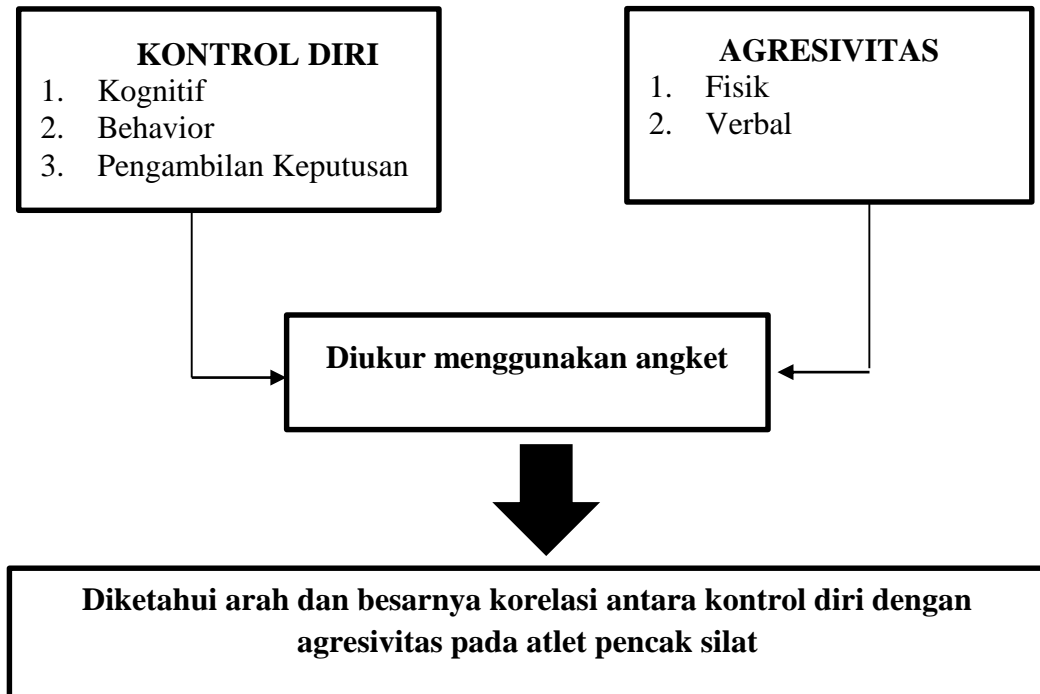 KONTROL DIRI
1. Kognitif
2. Behavior
3. Pengambilan Keputusan
AGRESIVITAS
1. Fisik
2. Verbal
Diukur menggunakan angket
Diketahui arah dan besarnya korelasi antara kontrol diri dengan
agresivitas pada atlet pencak silat